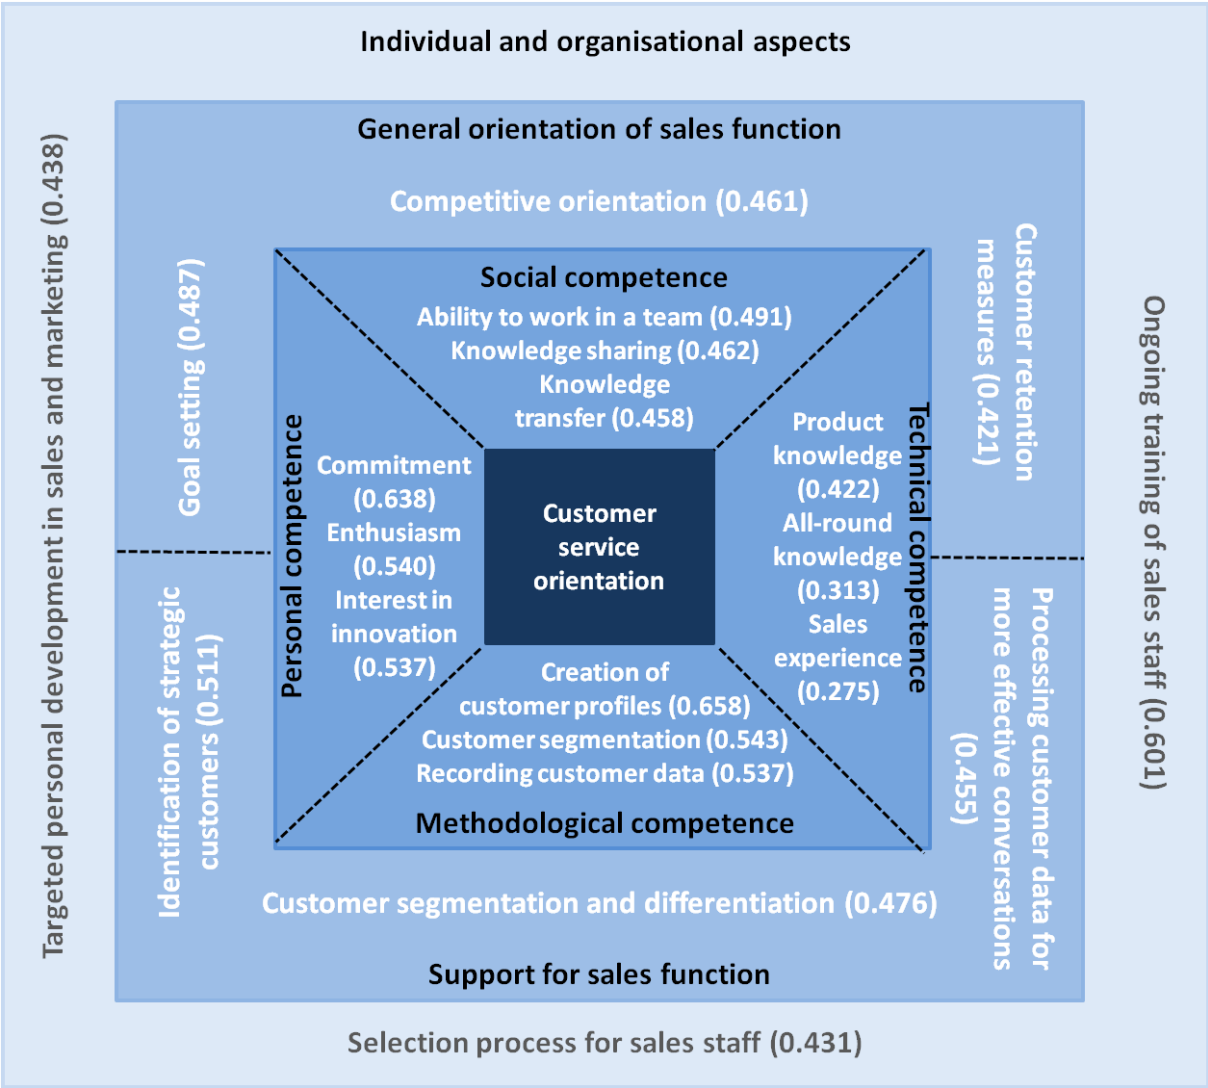 Individual and organisational aspects
Targeted personal development in sales and marketing (0.438)
General orientation of sales function
Competitive orientation (0.461)
Goal setting (0.487)
Customer retention
measures (0.421)
Ongoing training of sales staff (0.601)
Social competence
Ability to work in a team (0.491)
Knowledge sharing (0.462)
Knowledge
transfer (0.458)
Personal competence
Commitment
(0.638)
Enthusiasm
(0.540)
Interest in
innovation
(0.537)
Customer
service
orientation
Product
knowledge
(0.422)
All-round
knowledge
(0.313)
Sales
experience
(0.275)
Technical competence
Creation of
customer profiles (0.658)
Customer segmentation (0.543)
Recording customer data (0.537)
Methodological competence
Identification of strategic
customers (0.511)
Processing customer data for
more effective conversations
(0.455)
Customer segmentation and differentiation (0.476)
Support for sales function
Selection process for sales staff (0.431)